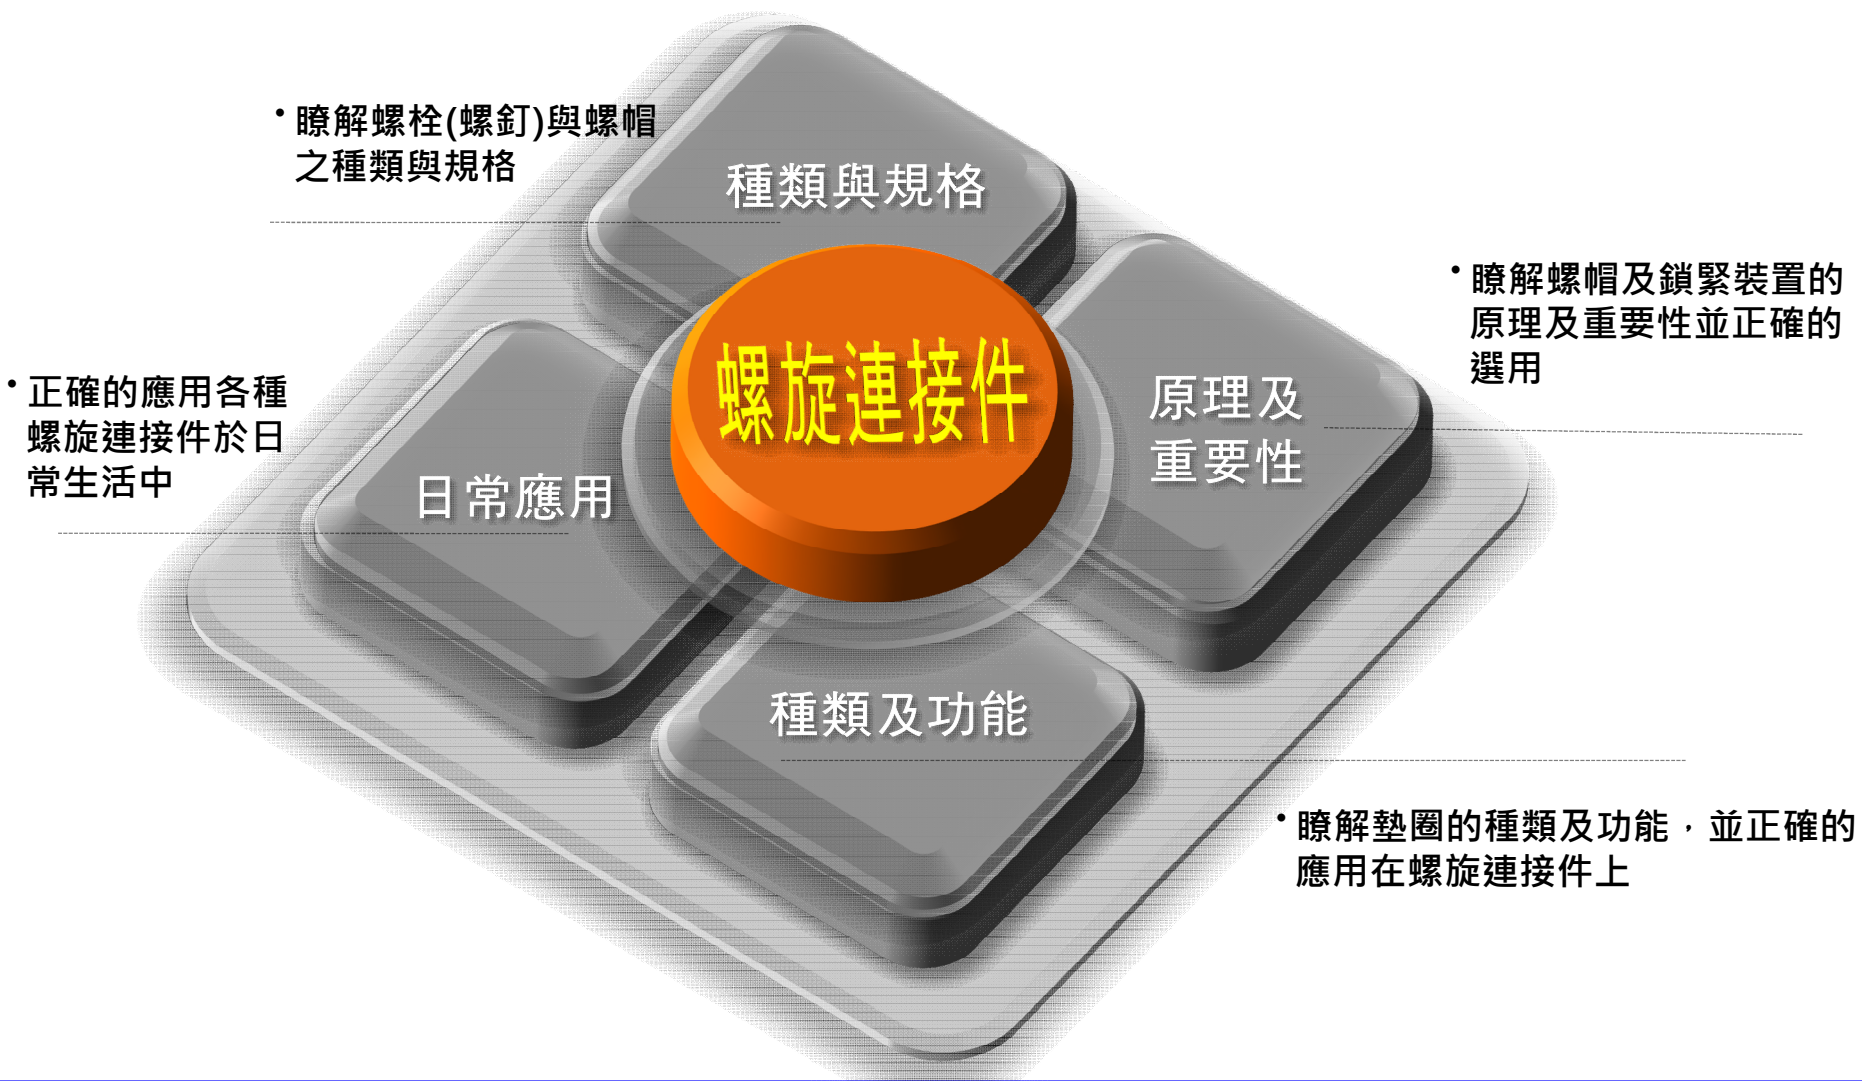 ・瞭解螺栓(螺釘)與螺帽
之種類與規格
種類與規格
・瞭解螺帽及鎖緊裝置的
原理及重要性並正確的
選用
螺旋連接件
原理及
重要性
・正確的應用各種
螺旋連接件於日
常生活中
日常應用
種類及功能
・瞭解墊圈的種類及功能，並正確的
應用在螺旋連接件上